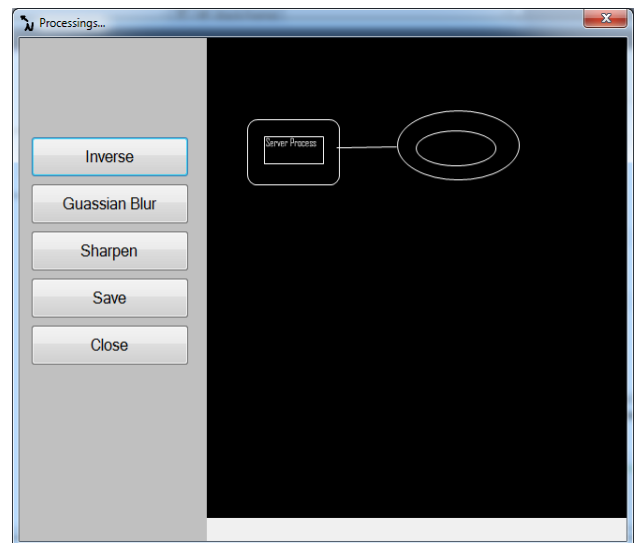 Processings...
Inverse
Guassian Blur
Sharpen
Save
Close
Server Process